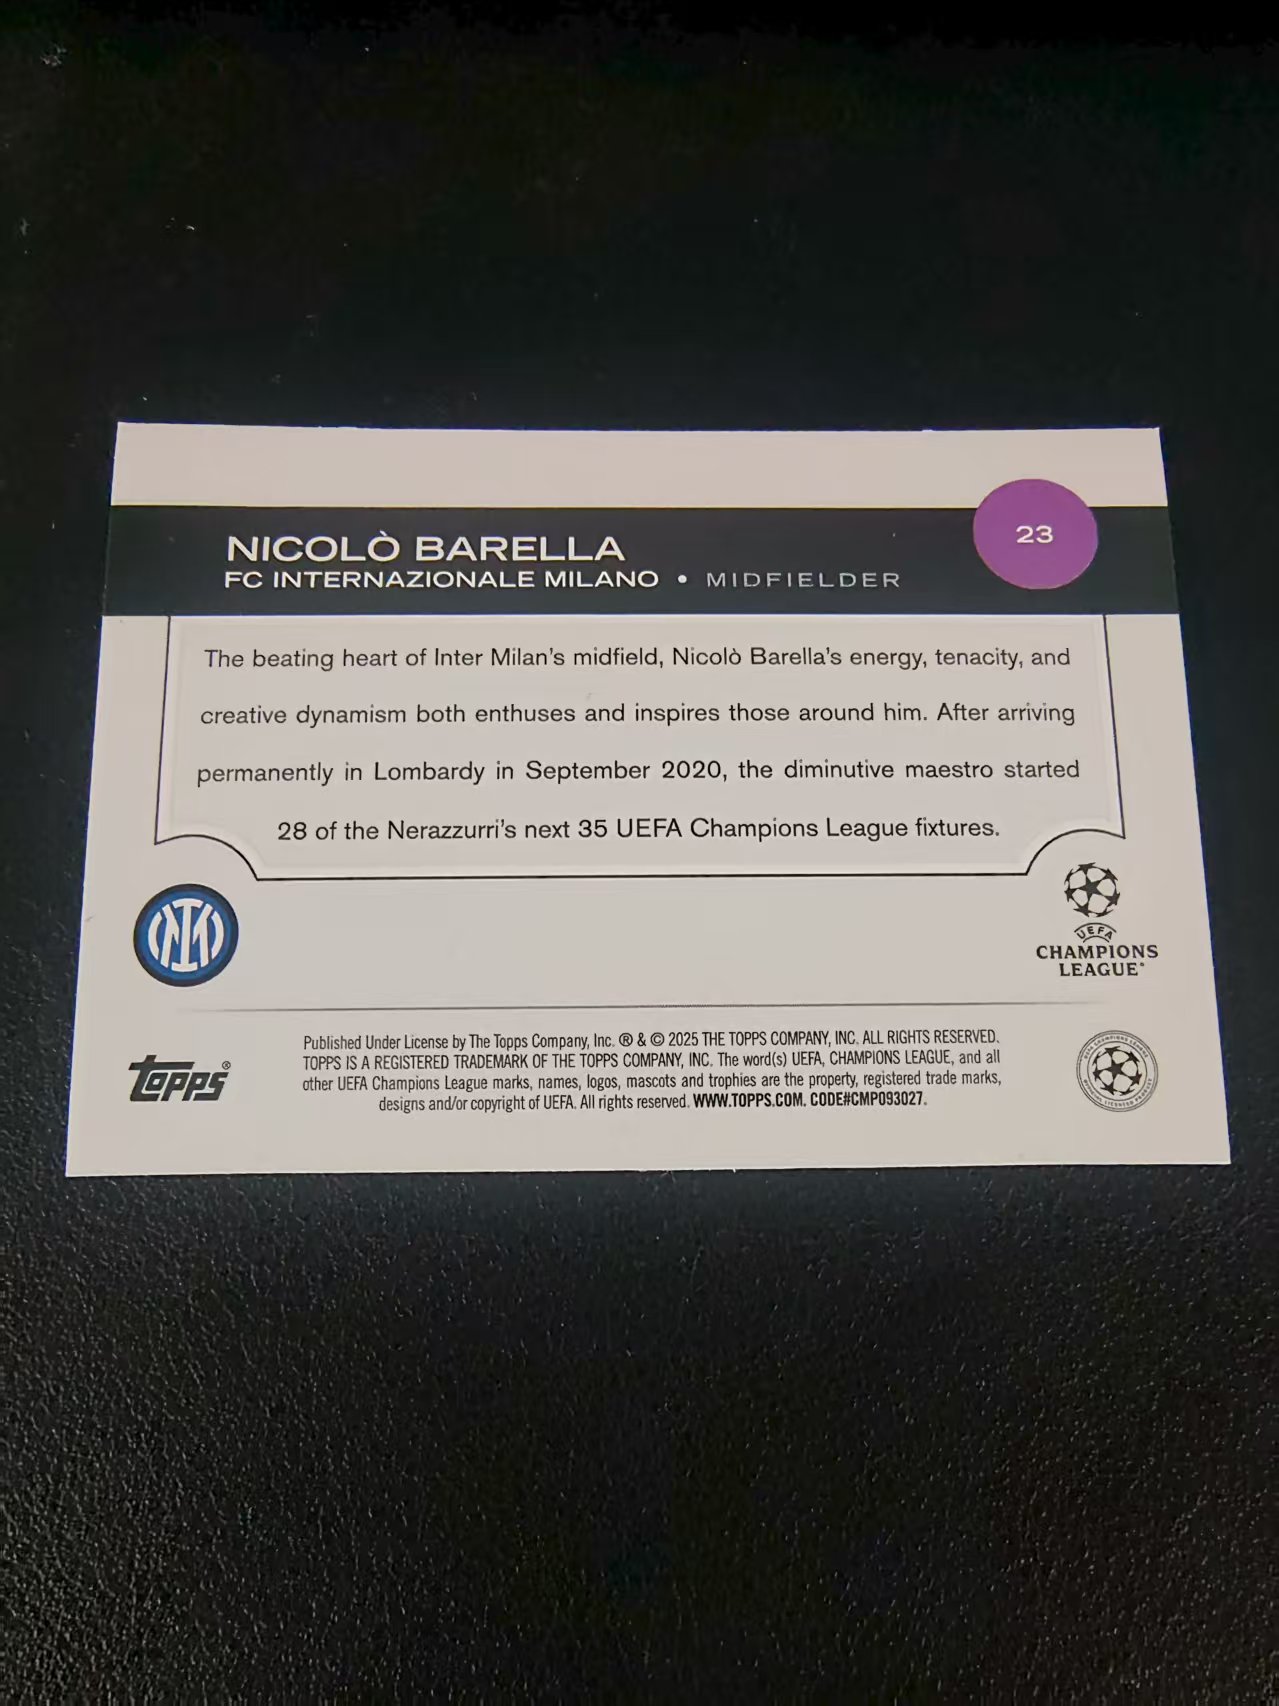 NICOLÒ BARELLA
23
FC INTERNAZIONALE MILANO • MIDFIELDER
The beating heart of Inter Milan's midfield, Nicolò Barella's energy, tenacity, and
creative dynamism both enthuses and inspires those around him. After arriving
permanently in Lombardy in September 2020, the diminutive maestro started
28 of the Nerazzurri's next 35 UEFA Champions League fixtures.
UEFA
CHAMPIONS
LEAGUE®
Published Under License by The Topps Company, Inc. ® & © 2025 THE TOPPS COMPANY, INC. ALL RIGHTS RESERVED.
TOPPS IS A REGISTERED TRADEMARK OF THE TOPPS COMPANY, INC. The word(s) UEFA, CHAMPIONS LEAGUE, and all
other UEFA Champions League marks, names, logos, mascots and trophies are the property, registered trade marks,
designs and/or copyright of UEFA. All rights reserved. WWW.TOPPS.COM. CODE#CMP093027.
TOPPS®